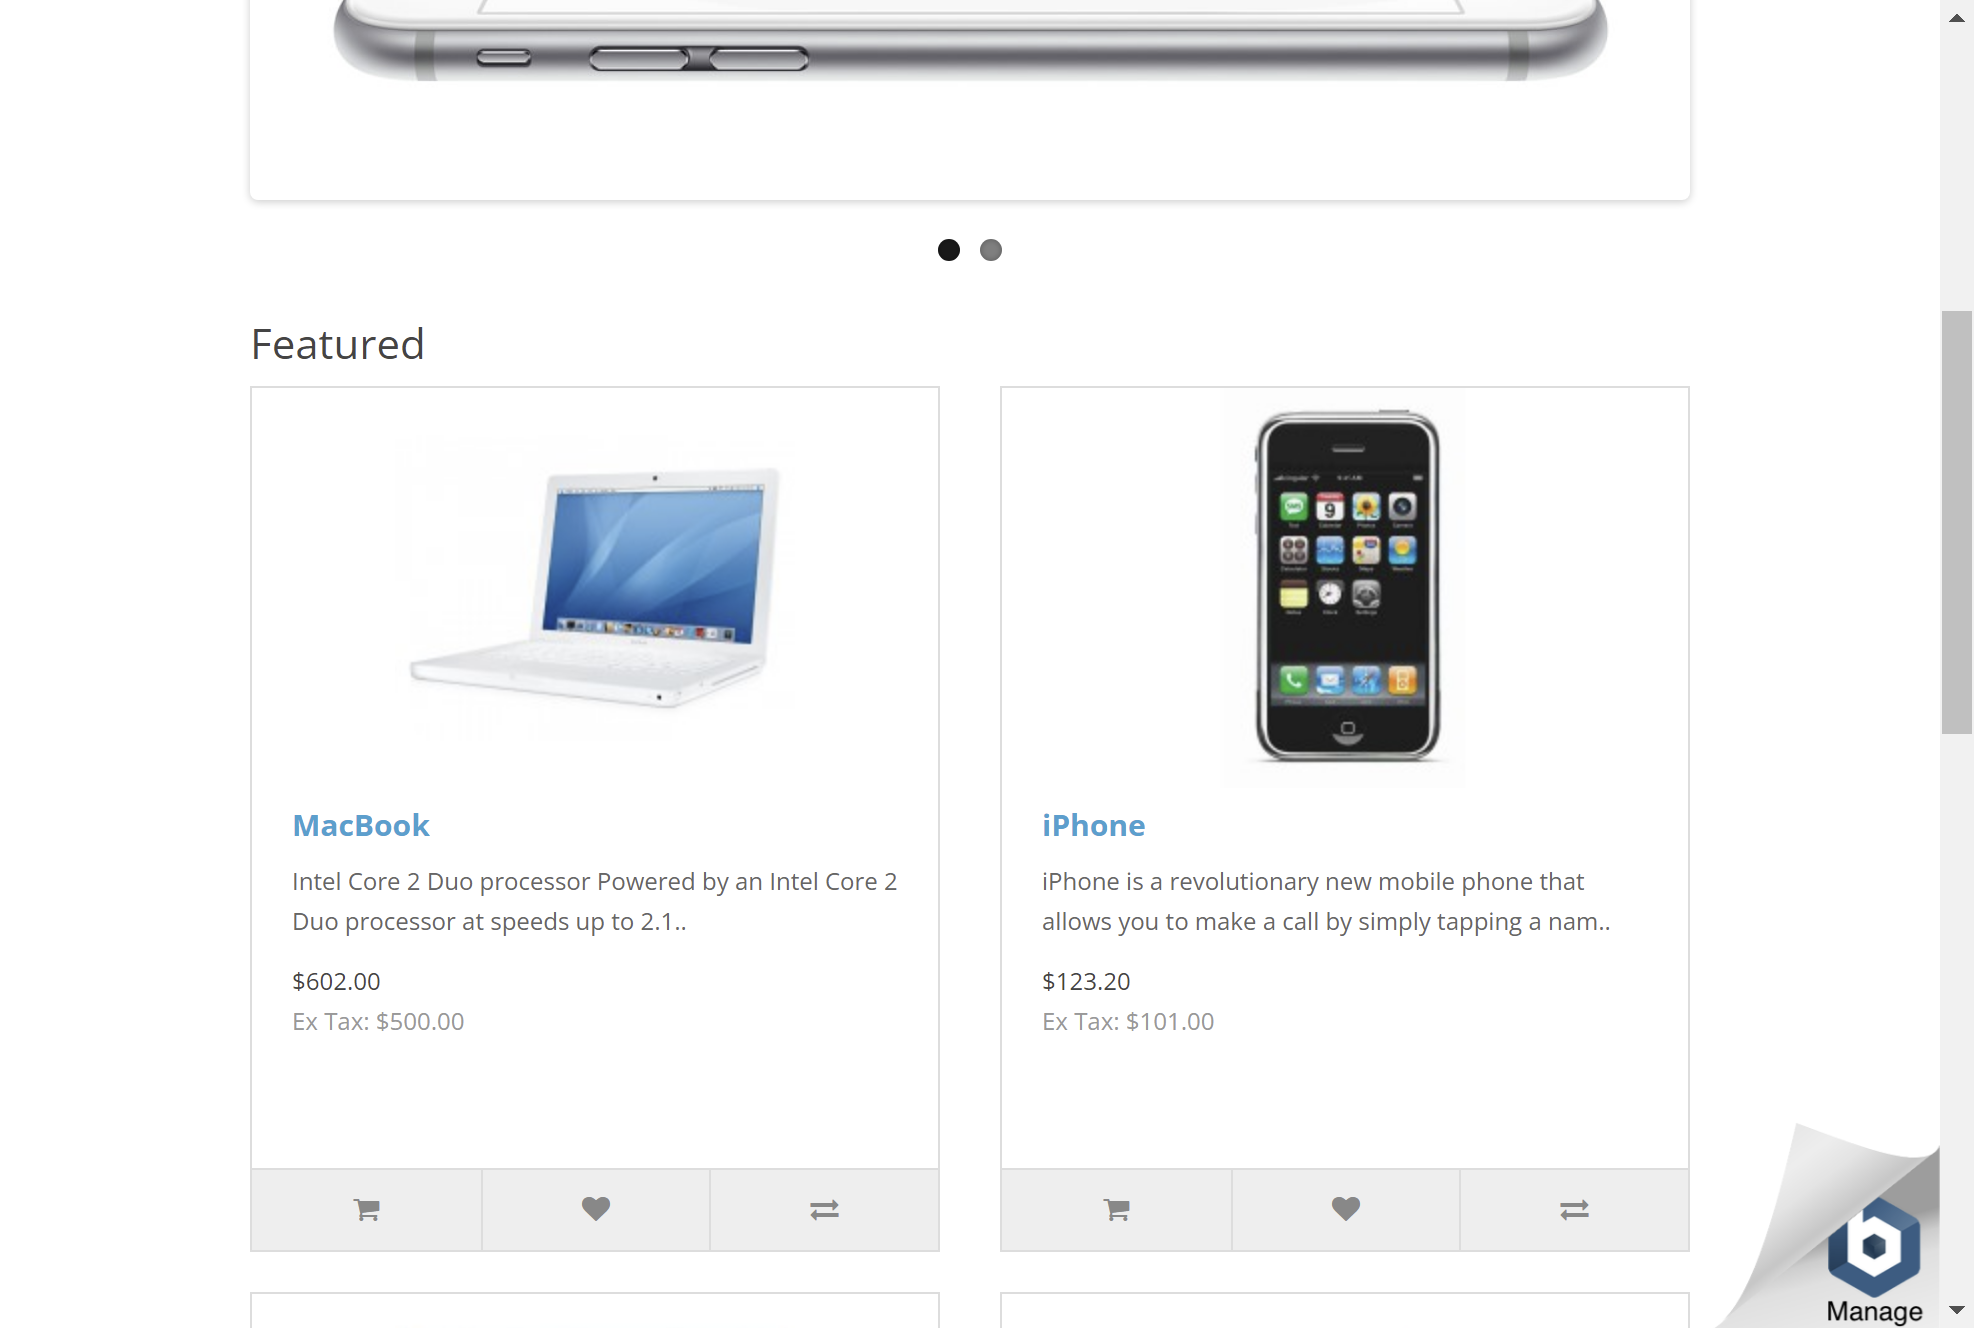 Featured
MacBook
Intel Core 2 Duo processor Powered by an Intel Core 2
Duo processor at speeds up to 2.1..
$602.00
Ex Tax: $500.00
iPhone
iPhone is a revolutionary new mobile phone that
allows you to make a call by simply tapping a nam..
$123.20
Ex Tax: $101.00
Manage